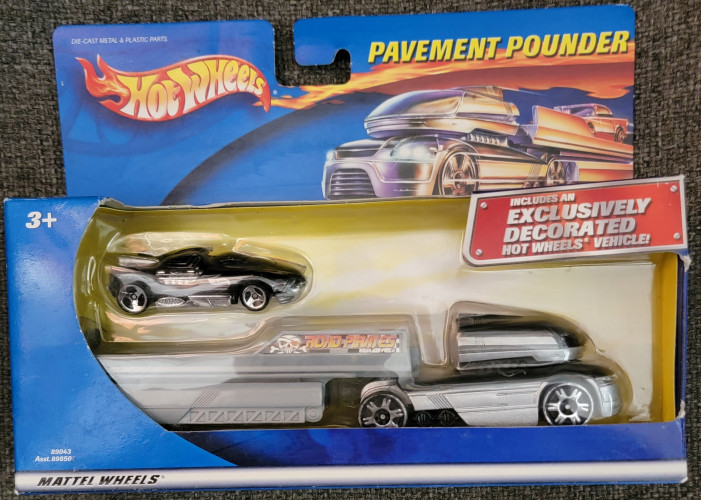 DIE-CAST METAL & PLASTIC PARTS
HOT WHEELS
PAVEMENT POUNDER
INCLUDES AN
EXCLUSIVELY
DECORATED
HOT WHEELS® VEHICLE!
3+
ROAD PIRATES
89043
Asst. 89050
MATTEL WHEELS®